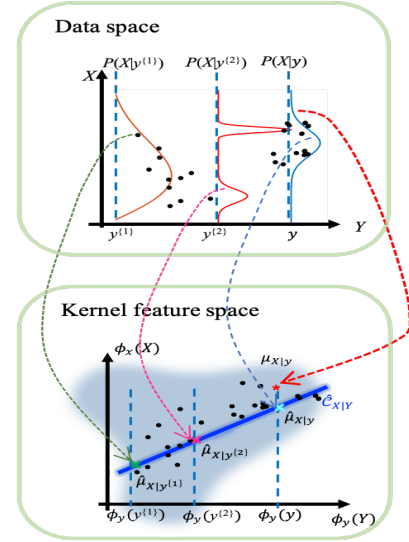 Data space
P(X|y^{1}) P(X|y^{2}) P(X|y)
X
y^{1} y^{2} y Y
Kernel feature space
ϕ_x(X)
μ_{X|y}
Ĉ_{X|Y}
μ̂_{X|y}
μ̂_{X|y^{2}}
μ̂_{X|y^{1}}
ϕ_y(y^{1}) ϕ_y(y^{2}) ϕ_y(y) ϕ_y(Y)